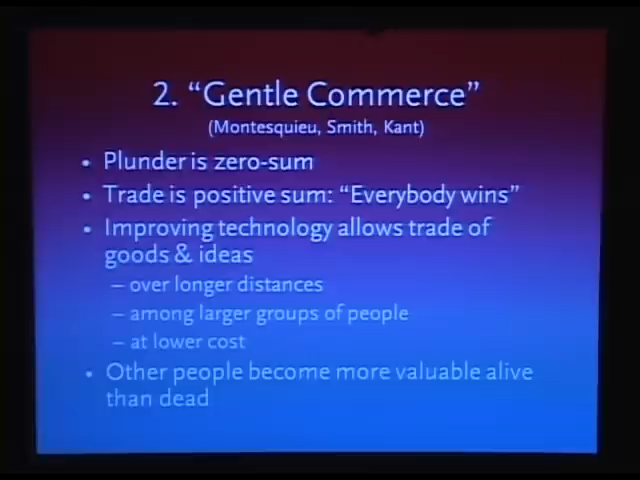 2. “Gentle Commerce”
(Montesquieu, Smith, Kant)
• Plunder is zero-sum
• Trade is positive sum: “Everybody wins”
• Improving technology allows trade of
goods & ideas
– over longer distances
– among larger groups of people
– at lower cost
• Other people become more valuable alive
than dead